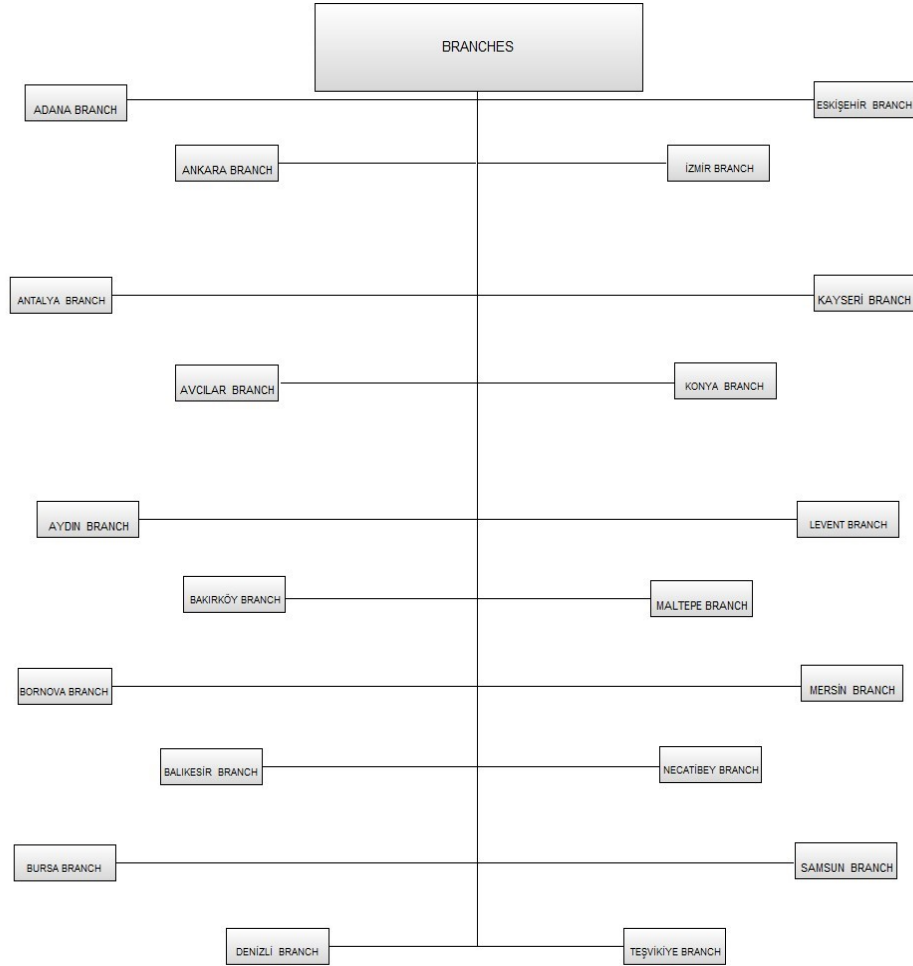 BRANCHES
ADANA BRANCH
ESKİŞEHİR BRANCH
ANKARA BRANCH
İZMİR BRANCH
ANTALYA BRANCH
KAYSERİ BRANCH
AVCILAR BRANCH
KONYA BRANCH
AYDIN BRANCH
LEVENT BRANCH
BAKIRKÖY BRANCH
MALTEPE BRANCH
BORNOVA BRANCH
MERSİN BRANCH
BALIKESİR BRANCH
NECATİBEY BRANCH
BURSA BRANCH
SAMSUN BRANCH
DENİZLİ BRANCH
TEŞVİKİYE BRANCH